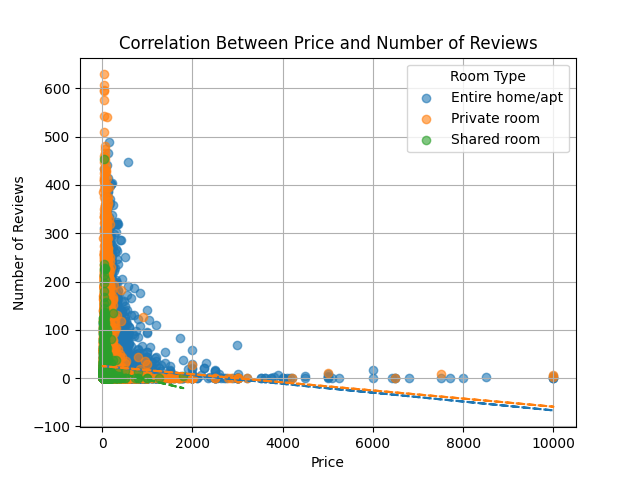 Correlation Between Price and Number of Reviews
Room Type
Entire home/apt
Private room
Shared room
600
500
400
300
200
100
0
−100
Number of Reviews
0 2000 4000 6000 8000 10000
Price